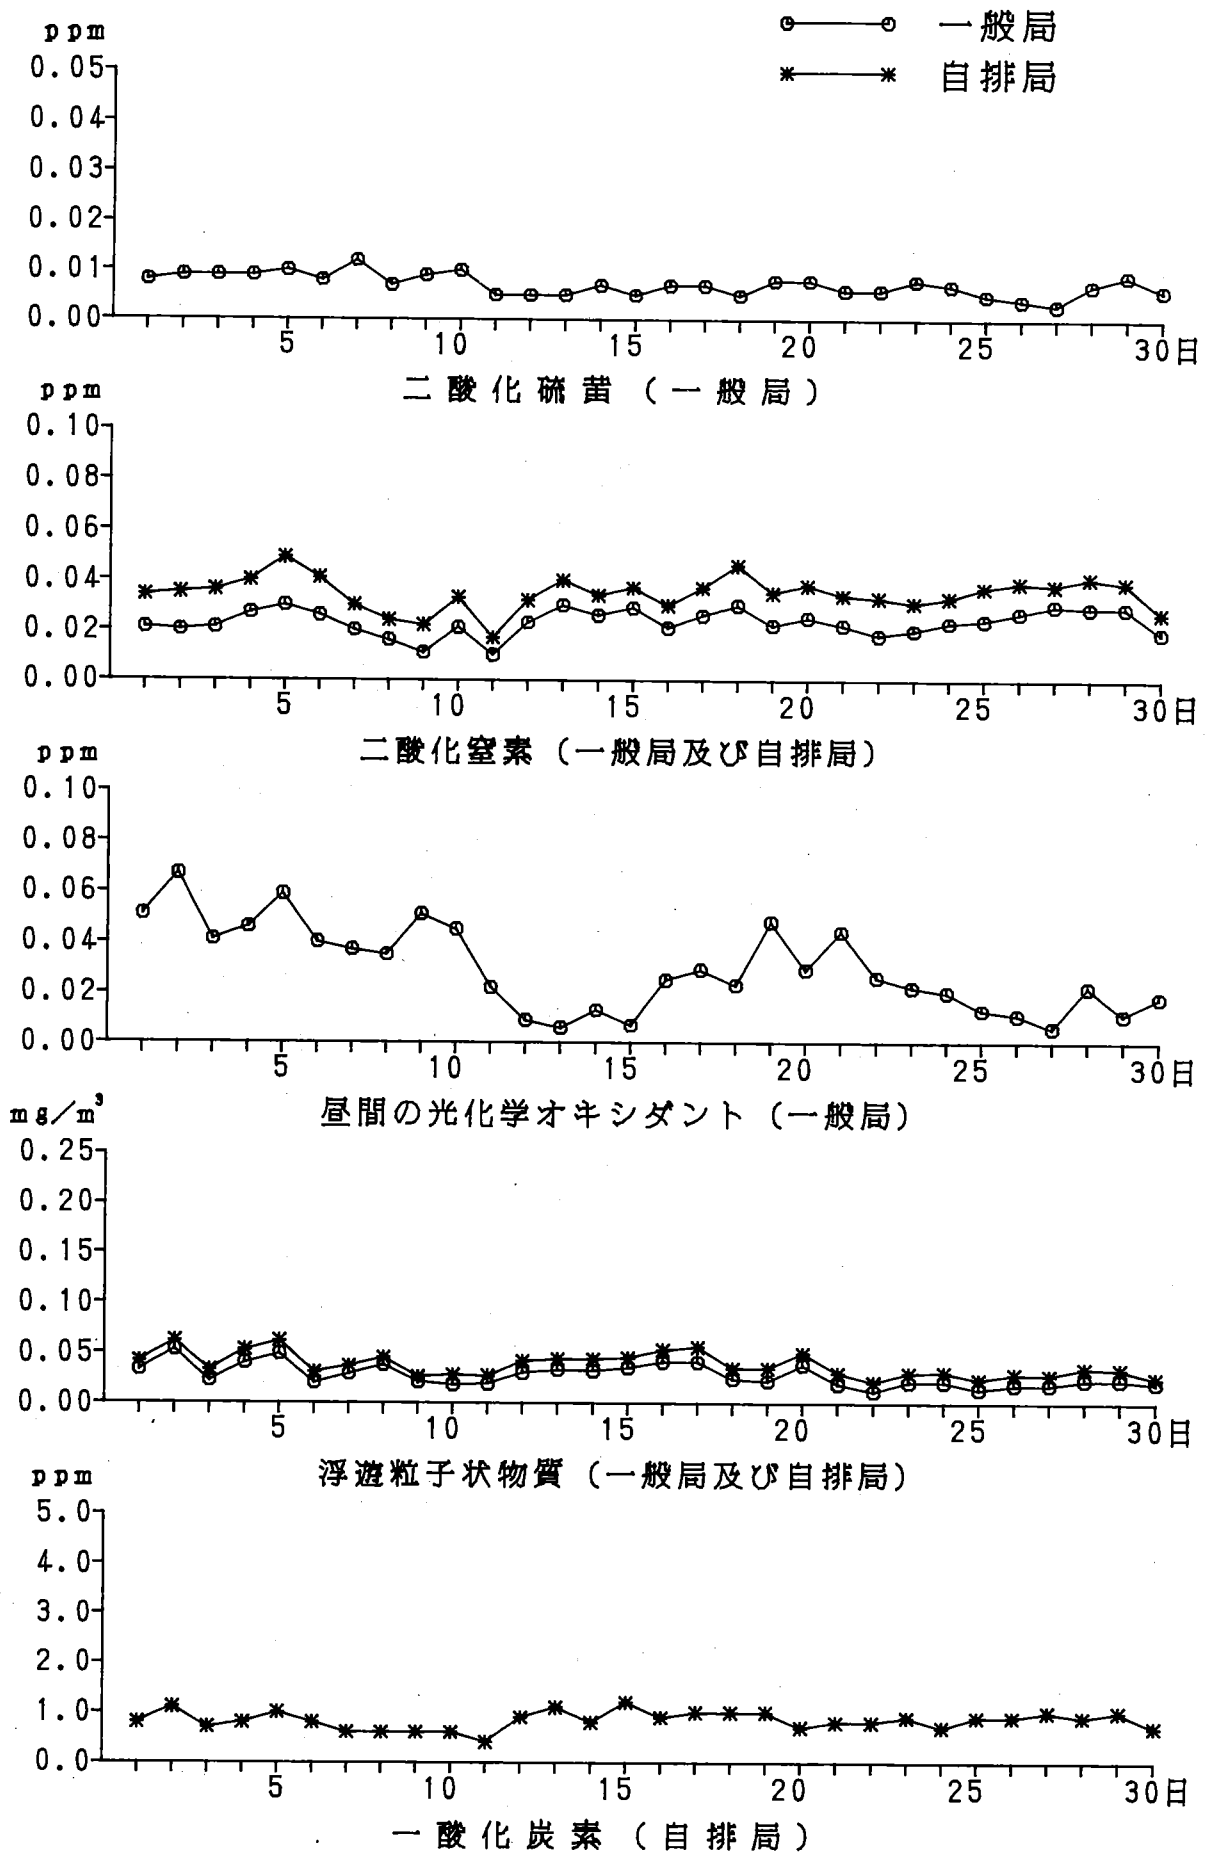 ppm
一般局
自排局
0.05
0.04
0.03
0.02
0.01
0.00
5 10 15 20 25 30日
二酸化硫黄(一般局)
ppm
0.10
0.08
0.06
0.04
0.02
0.00
5 10 15 20 25 30日
二酸化窒素(一般局及び自排局)
ppm
0.10
0.08
0.06
0.04
0.02
0.00
5 10 15 20 25 30日
昼間の光化学オキシダント(一般局)
mg/m³
0.25
0.20
0.15
0.10
0.05
0.00
5 10 15 20 25 30日
浮遊粒子状物質(一般局及び自排局)
ppm
5.0
4.0
3.0
2.0
1.0
0.0
5 10 15 20 25 30日
一酸化炭素(自排局)